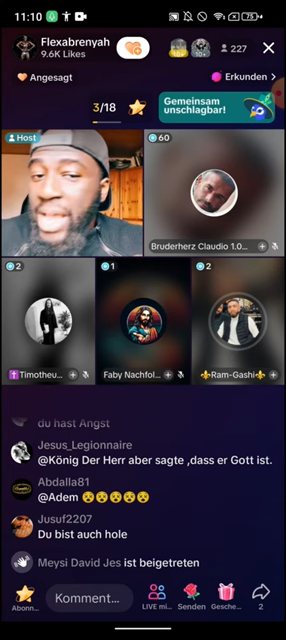 11:10
75
Flexabrenyah
9.6K Likes
10+
10+
227
Angesagt
Erkunden >
3/18
Gemeinsam
unschlagbar!
Host
60
Bruderherz Claudio 1.0...
2
1
2
Timotheu...
Faby Nachfol...
Ram-Gashi
du hast Angst
Jesus_Legionnaire
@König Der Herr aber sagte ,dass er Gott ist.
Abdalla81
@Adem 😵😵😵😵😵
Jusuf2207
Du bist auch hole
Meysi David Jes ist beigetreten
Komment...
Abonn...
LIVE mi...
Senden
Gesche...
2